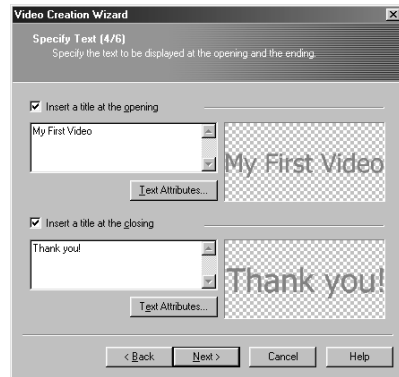 Video Creation Wizard
Specify Text (4/6)
Specify the text to be displayed at the opening and the ending.
Insert a title at the opening
My First Video
My First Video
Text Attributes...
Insert a title at the closing
Thank you!
Thank you!
Text Attributes...
< Back Next > Cancel Help